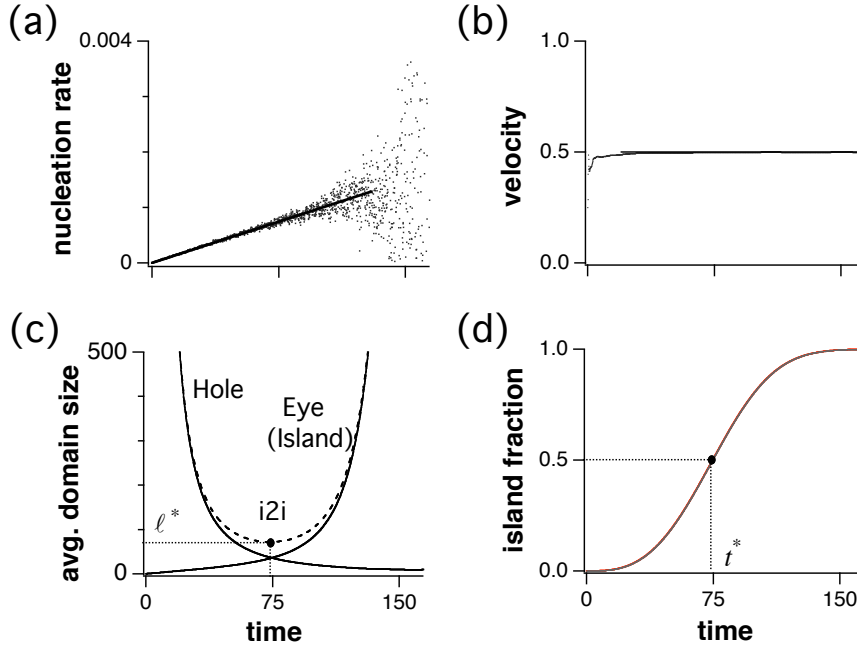 (a)
0.004
nucleation rate
0
(b)
1.0
velocity
0.5
0.0
(c)
500
avg. domain size
Hole
Eye
(Island)
i2i
ℓ*
0
0
75
150
time
(d)
1.0
island fraction
0.5
t*
0.0
0
75
150
time